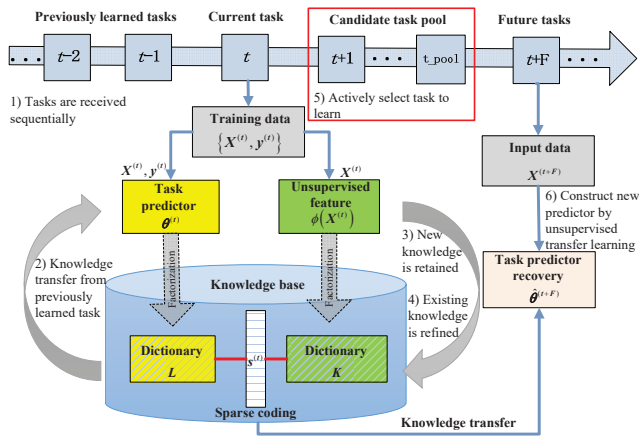 Previously learned tasks
Current task
Candidate task pool
Future tasks
... t-2
t-1
t
t+1
...
t_pool
t+F
...
1) Tasks are received
sequentially
5) Actively select task to
learn
Training data
{X^(t), y^(t)}
Input data
X^(t+F)
X^(t), y^(t)
X^(t)
Task
predictor
θ^(t)
Unsupervised
feature
ϕ(X^(t))
6) Construct new
predictor by
unsupervised
transfer learning
2) Knowledge
transfer from
previously
learned task
3) New
knowledge
is retained
4) Existing
knowledge
is refined
Factorization
Factorization
Task predictor
recovery
θ̂^(t+F)
Knowledge base
Dictionary
L
s^(t)
Dictionary
K
Sparse coding
Knowledge transfer